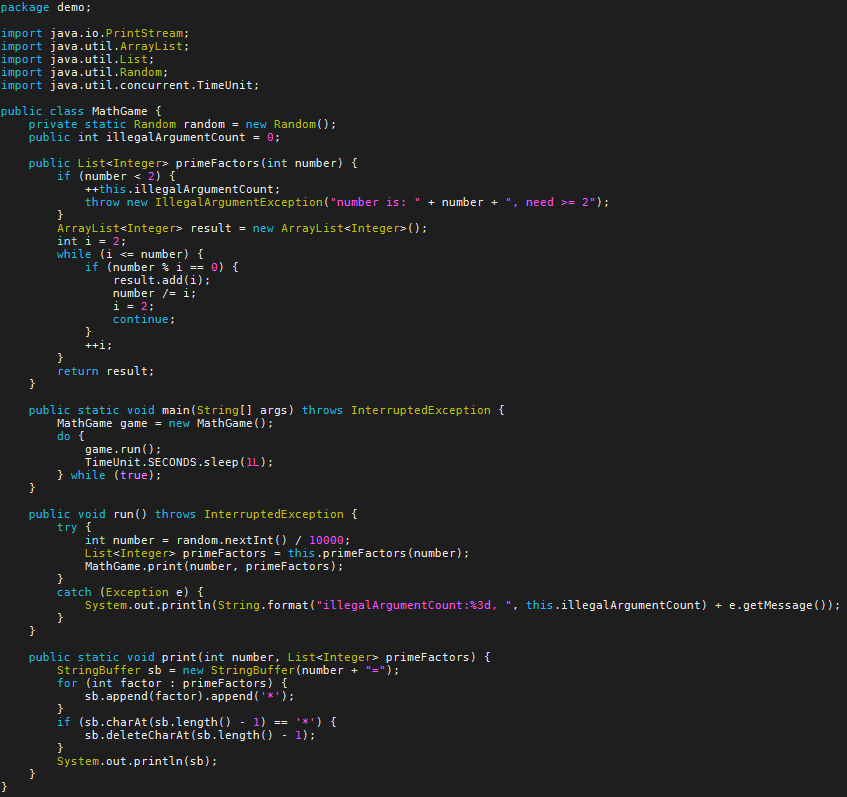 package demo;

import java.io.PrintStream;
import java.util.ArrayList;
import java.util.List;
import java.util.Random;
import java.util.concurrent.TimeUnit;

public class MathGame {
    private static Random random = new Random();
    public int illegalArgumentCount = 0;

    public List<Integer> primeFactors(int number) {
        if (number < 2) {
            ++this.illegalArgumentCount;
            throw new IllegalArgumentException("number is: " + number + ", need >= 2");
        }
        ArrayList<Integer> result = new ArrayList<Integer>();
        int i = 2;
        while (i <= number) {
            if (number % i == 0) {
                result.add(i);
                number /= i;
                i = 2;
                continue;
            }
            ++i;
        }
        return result;
    }

    public static void main(String[] args) throws InterruptedException {
        MathGame game = new MathGame();
        do {
            game.run();
            TimeUnit.SECONDS.sleep(1L);
        } while (true);
    }

    public void run() throws InterruptedException {
        try {
            int number = random.nextInt() / 10000;
            List<Integer> primeFactors = this.primeFactors(number);
            MathGame.print(number, primeFactors);
        }
        catch (Exception e) {
            System.out.println(String.format("illegalArgumentCount:%3d, ", this.illegalArgumentCount) + e.getMessage());
        }
    }

    public static void print(int number, List<Integer> primeFactors) {
        StringBuffer sb = new StringBuffer(number + "=");
        for (int factor : primeFactors) {
            sb.append(factor).append('*');
        }
        if (sb.charAt(sb.length() - 1) == '*') {
            sb.deleteCharAt(sb.length() - 1);
        }
        System.out.println(sb);
    }
}